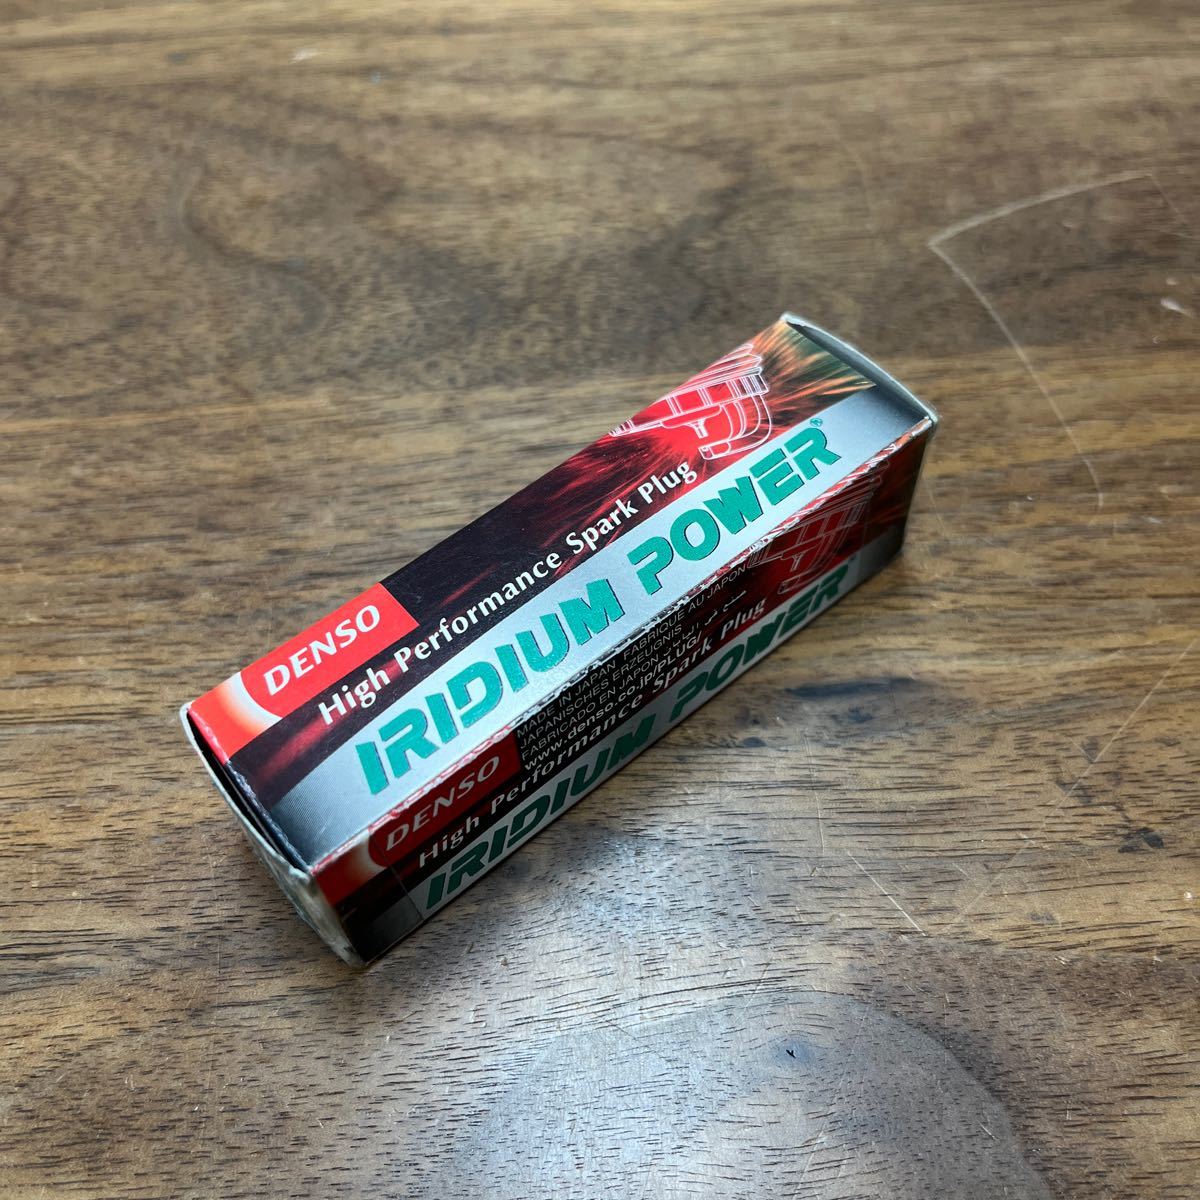 DENSO
High Performance Spark Plug
IRIDIUM POWER®
MADE IN JAPAN FABRIQUE AU JAPON
JAPANISCHES ERZEUGNIS
FABRICADO EN JAPON
www.denso.co.jp/PLUG/
DENSO
High Performance Spark Plug
IRIDIUM POWER